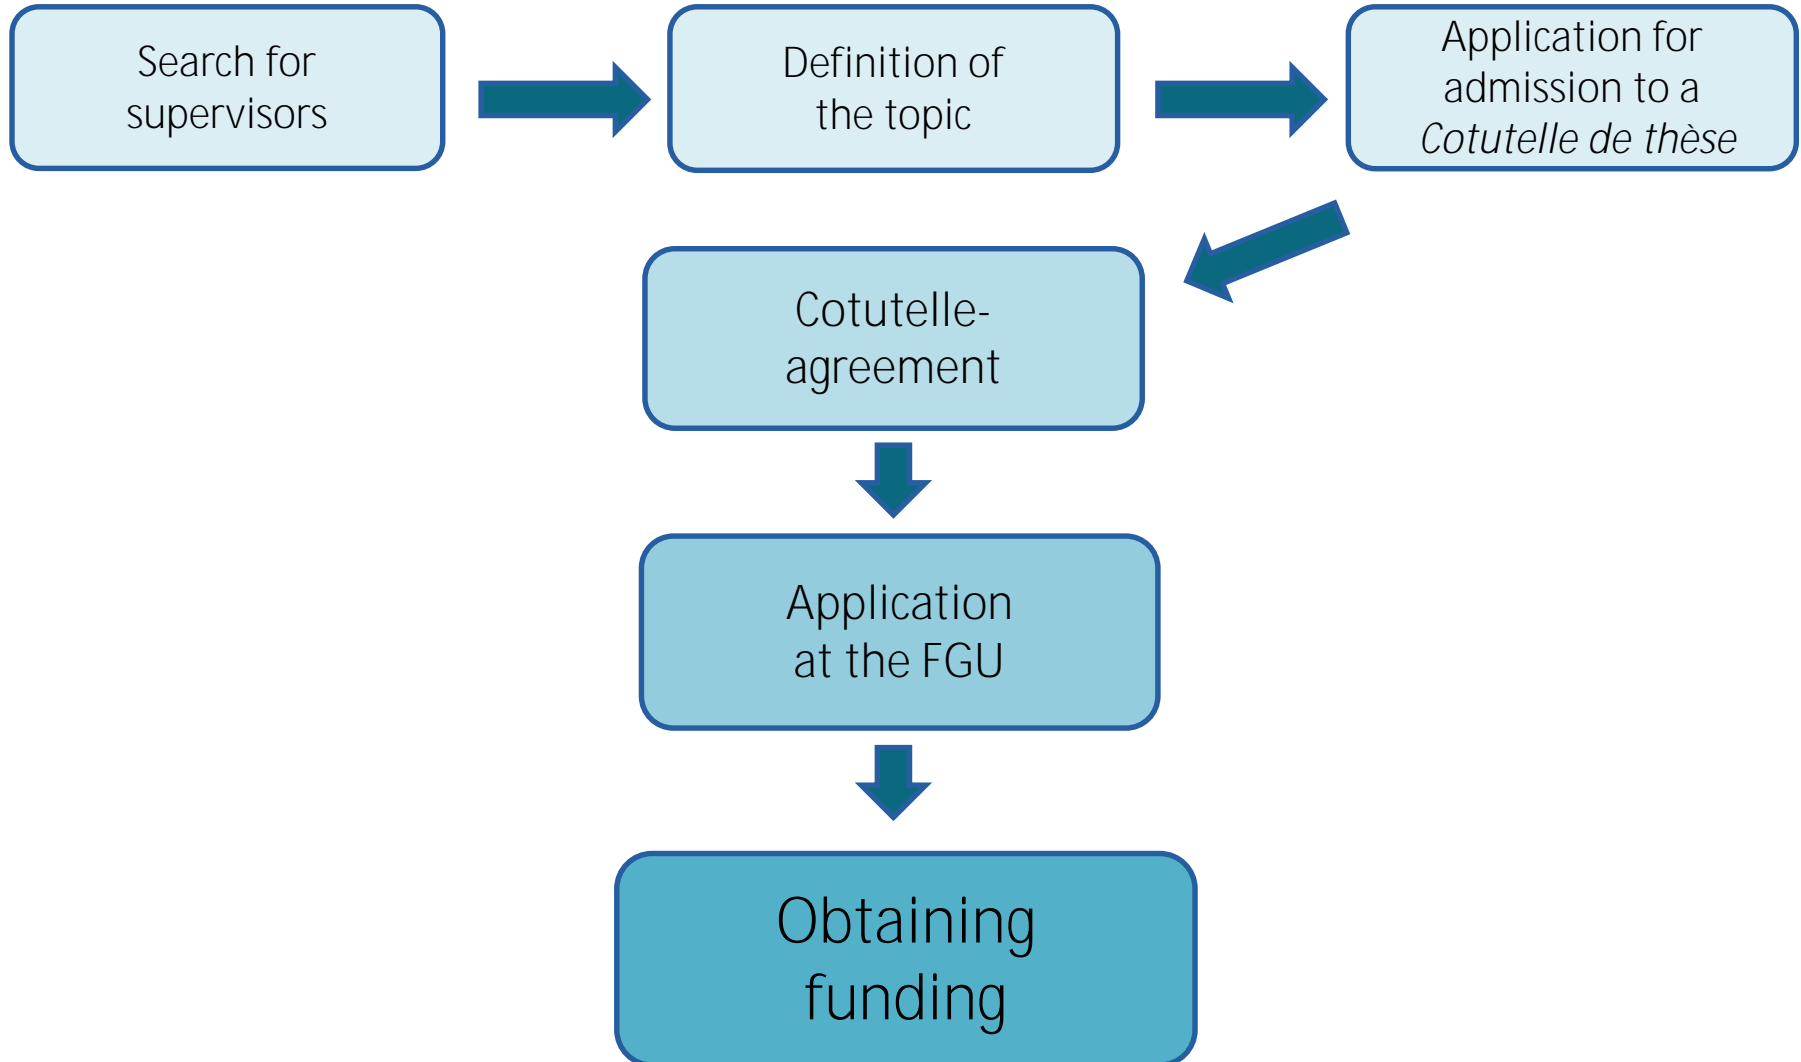 Search for
supervisors
Definition of
the topic
Application for
admission to a
Cotutelle de thèse
Cotutelle-
agreement
Application
at the FGU
Obtaining
funding